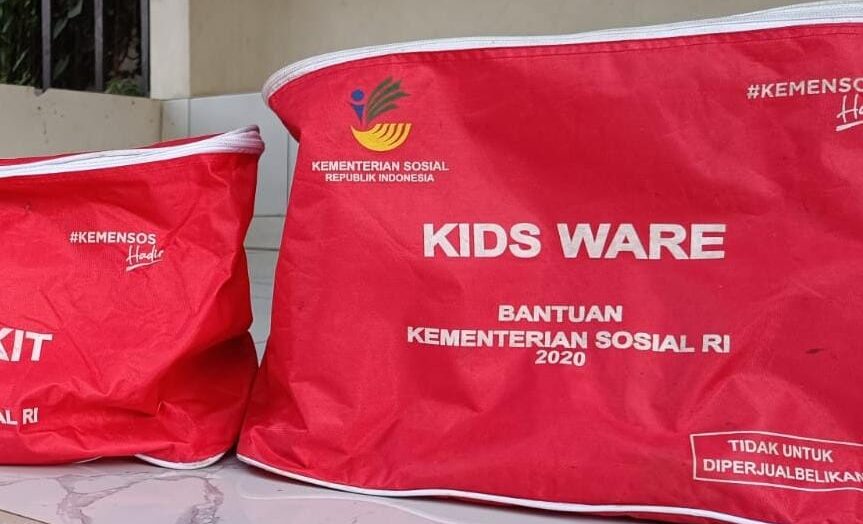 #KEMENSOS
Hadir
KIT
AL RI
KEMENTERIAN SOSIAL
REPUBLIK INDONESIA
#KEMENSOS
KIDS WARE
BANTUAN
KEMENTERIAN SOSIAL RI
2020
TIDAK UNTUK
DIPERJUALBELIKAN